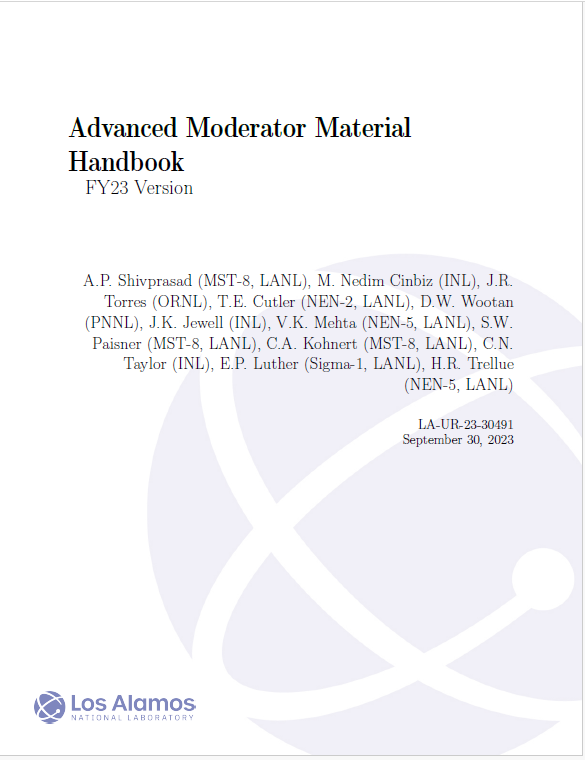 Advanced Moderator Material
Handbook
FY23 Version
A.P. Shivprasad (MST-8, LANL), M. Nedim Cinbiz (INL), J.R.
Torres (ORNL), T.E. Cutler (NEN-2, LANL), D.W. Wootan
(PNNL), J.K. Jewell (INL), V.K. Mehta (NEN-5, LANL), S.W.
Paisner (MST-8, LANL), C.A. Kohnert (MST-8, LANL), C.N.
Taylor (INL), E.P. Luther (Sigma-1, LANL), H.R. Trellue
(NEN-5, LANL)
LA-UR-23-30491
September 30, 2023
Los Alamos
NATIONAL LABORATORY